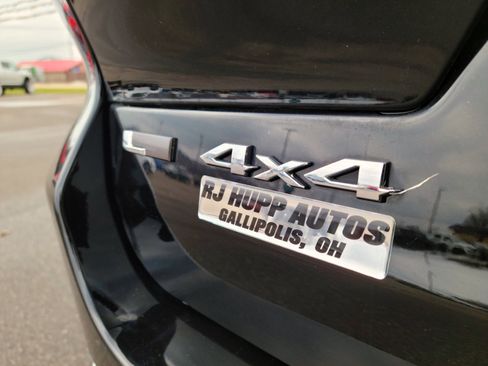 L 4x4
RJ HUPP AUTOS
GALLIPOLIS, OH